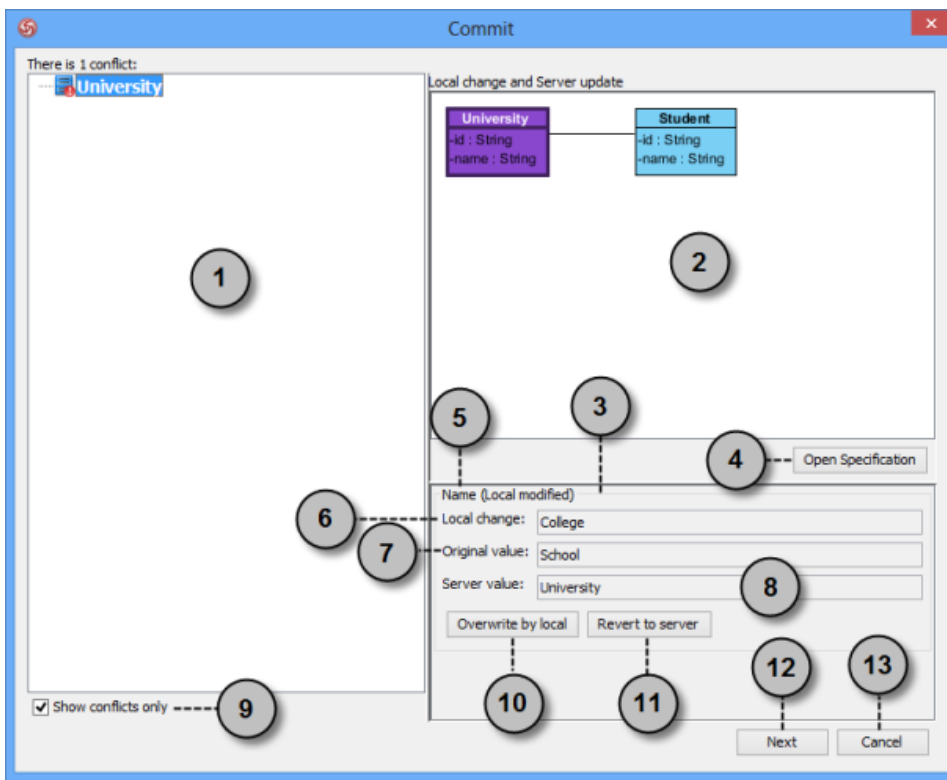 Commit
There is 1 conflict:
University
Local change and Server update
University
-id : String
-name : String
Student
-id : String
-name : String
1
2
3
5
4
Open Specification
Name (Local modified)
6
Local change:
College
7
Original value:
School
Server value:
University
8
Overwrite by local
Revert to server
12
13
10
11
Show conflicts only
9
Next
Cancel